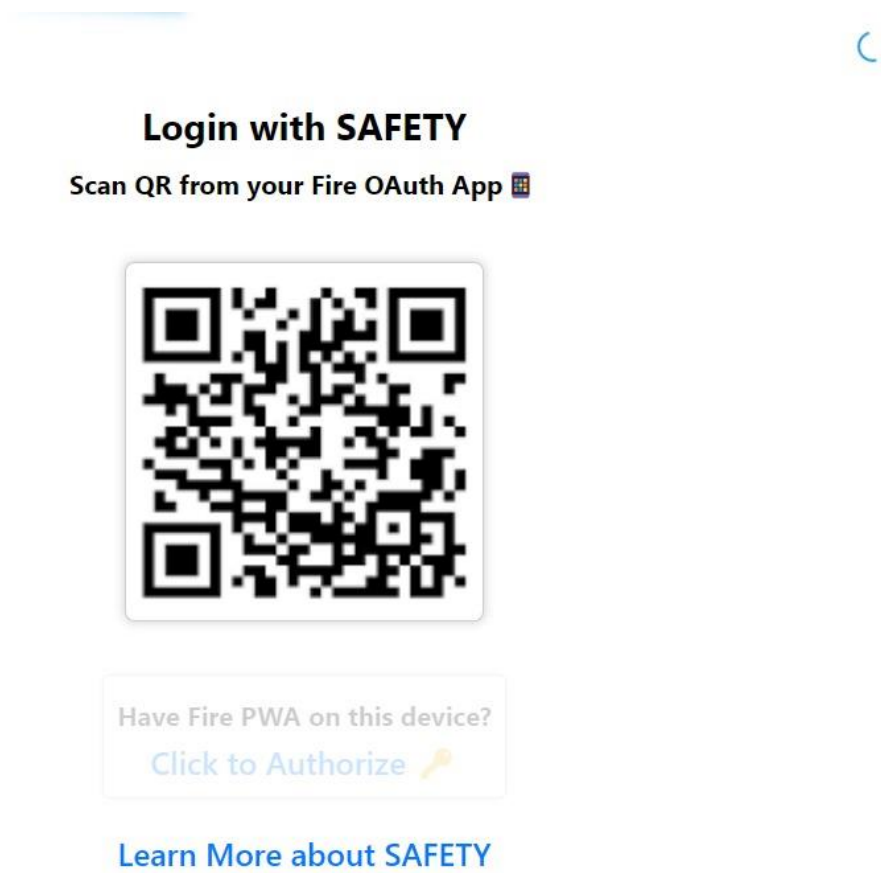 Login with SAFETY
Scan QR from your Fire OAuth App
Have Fire PWA on this device?
Click to Authorize
Learn More about SAFETY